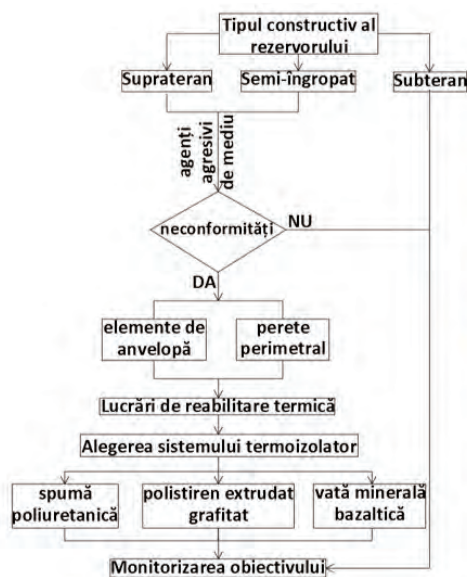 Tipul constructiv al
rezervorului
Suprateran
Semi-îngropat
Subteran
agenți
agresivi
de mediu
neconformități
NU
DA
elemente de
anvelopă
perete
perimetral
Lucrări de reabilitare termică
Alegerea sistemului termoizolator
spumă
poliuretanică
polistiren extrudat
grafitat
vată minerală
bazaltică
Monitorizarea obiectivului